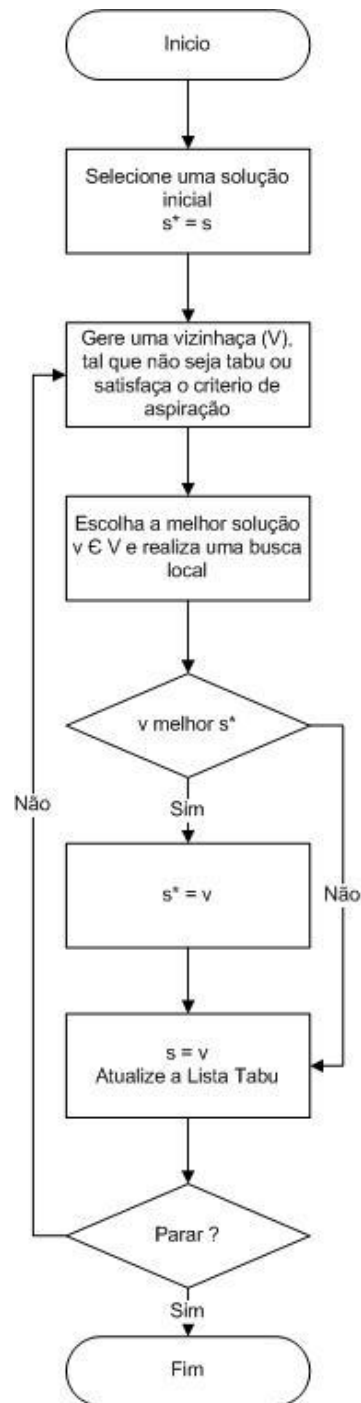 Inicio
Selecione uma solução
inicial
s* = s
Gere uma vizinhaça (V),
tal que não seja tabu ou
satisfaça o criterio de
aspiração
Escolha a melhor solução
v Є V e realiza uma busca
local
v melhor s*
Não
Sim
s* = v
Não
s = v
Atualize a Lista Tabu
Parar ?
Sim
Fim